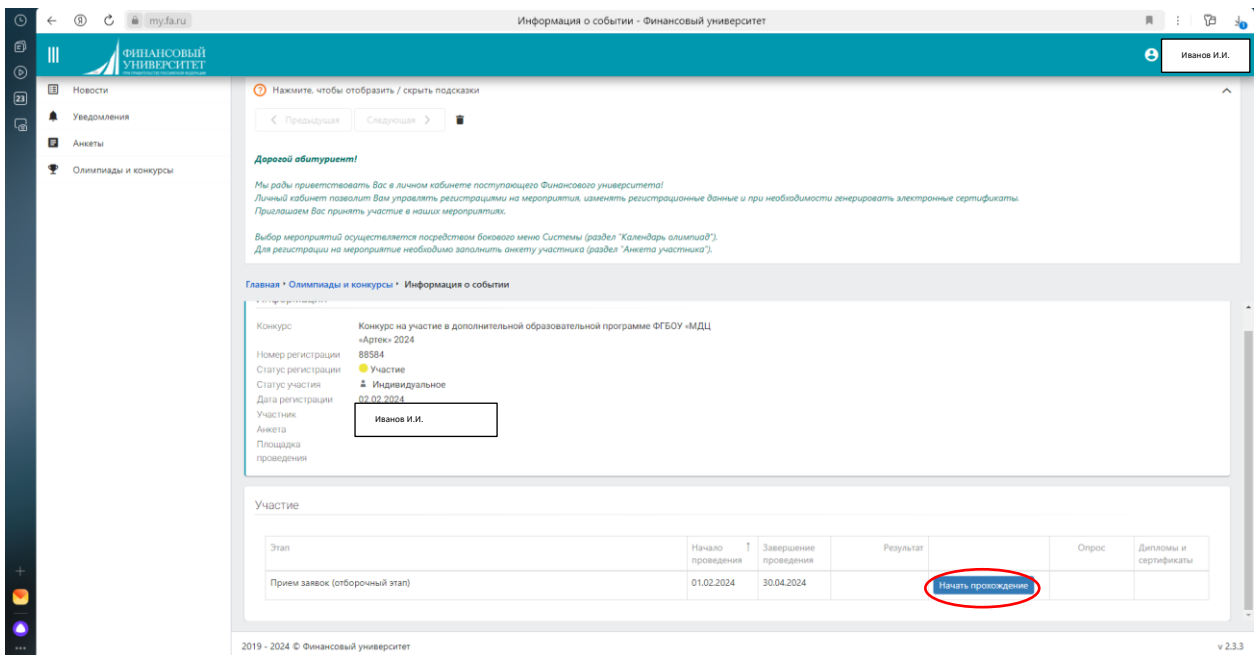 my.fa.ru
Информация о событии - Финансовый университет
ФИНАНСОВЫЙ
УНИВЕРСИТЕТ
ПРИ ПРАВИТЕЛЬСТВЕ РОССИЙСКОЙ ФЕДЕРАЦИИ
Иванов И.И.
23
Новости
Уведомления
Анкеты
Олимпиады и конкурсы
Нажмите, чтобы отобразить / скрыть подсказки
Предыдущая Следующая
Дорогой абитуриент!
Мы рады приветствовать Вас в личном кабинете поступающего Финансового университета!
Личный кабинет позволит Вам управлять регистрациями на мероприятия, изменять регистрационные данные и при необходимости генерировать электронные сертификаты.
Приглашаем Вас принять участие в наших мероприятиях.
Выбор мероприятий осуществляется посредством бокового меню Системы (раздел "Календарь олимпиад").
Для регистрации на мероприятие необходимо заполнить анкету участника (раздел "Анкета участника").
Главная • Олимпиады и конкурсы • Информация о событии
Информация
Конкурс Конкурс на участие в дополнительной образовательной программе ФГБОУ «МДЦ
«Артек» 2024
Номер регистрации 88584
Статус регистрации Участие
Статус участия Индивидуальное
Дата регистрации 02.02.2024
Участник Иванов И.И.
Анкета
Площадка
проведения
Участие
Этап Начало ↑ Завершение Результат Опрос Дипломы и
проведения проведения сертификаты
Прием заявок (отборочный этап) 01.02.2024 30.04.2024 Начать прохождение
2019 - 2024 © Финансовый университет v 2.3.3